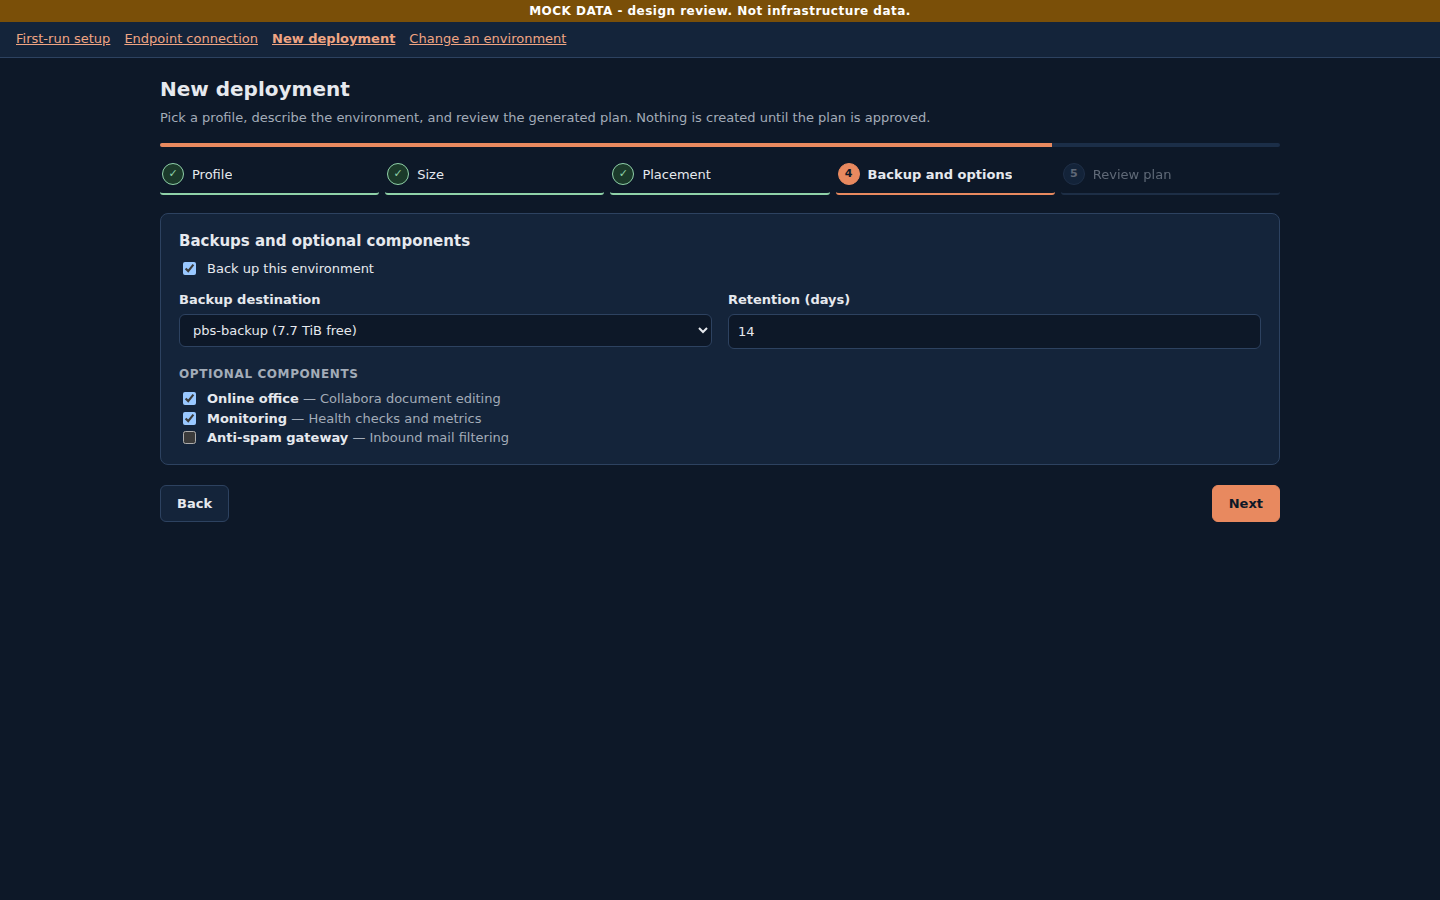 MOCK DATA - design review. Not infrastructure data.
First-run setup Endpoint connection New deployment Change an environment
New deployment
Pick a profile, describe the environment, and review the generated plan. Nothing is created until the plan is approved.
✓ Profile ✓ Size ✓ Placement 4 Backup and options 5 Review plan
Backups and optional components
Back up this environment
Backup destination Retention (days)
pbs-backup (7.7 TiB free) 14
OPTIONAL COMPONENTS
Online office — Collabora document editing
Monitoring — Health checks and metrics
Anti-spam gateway — Inbound mail filtering
Back Next